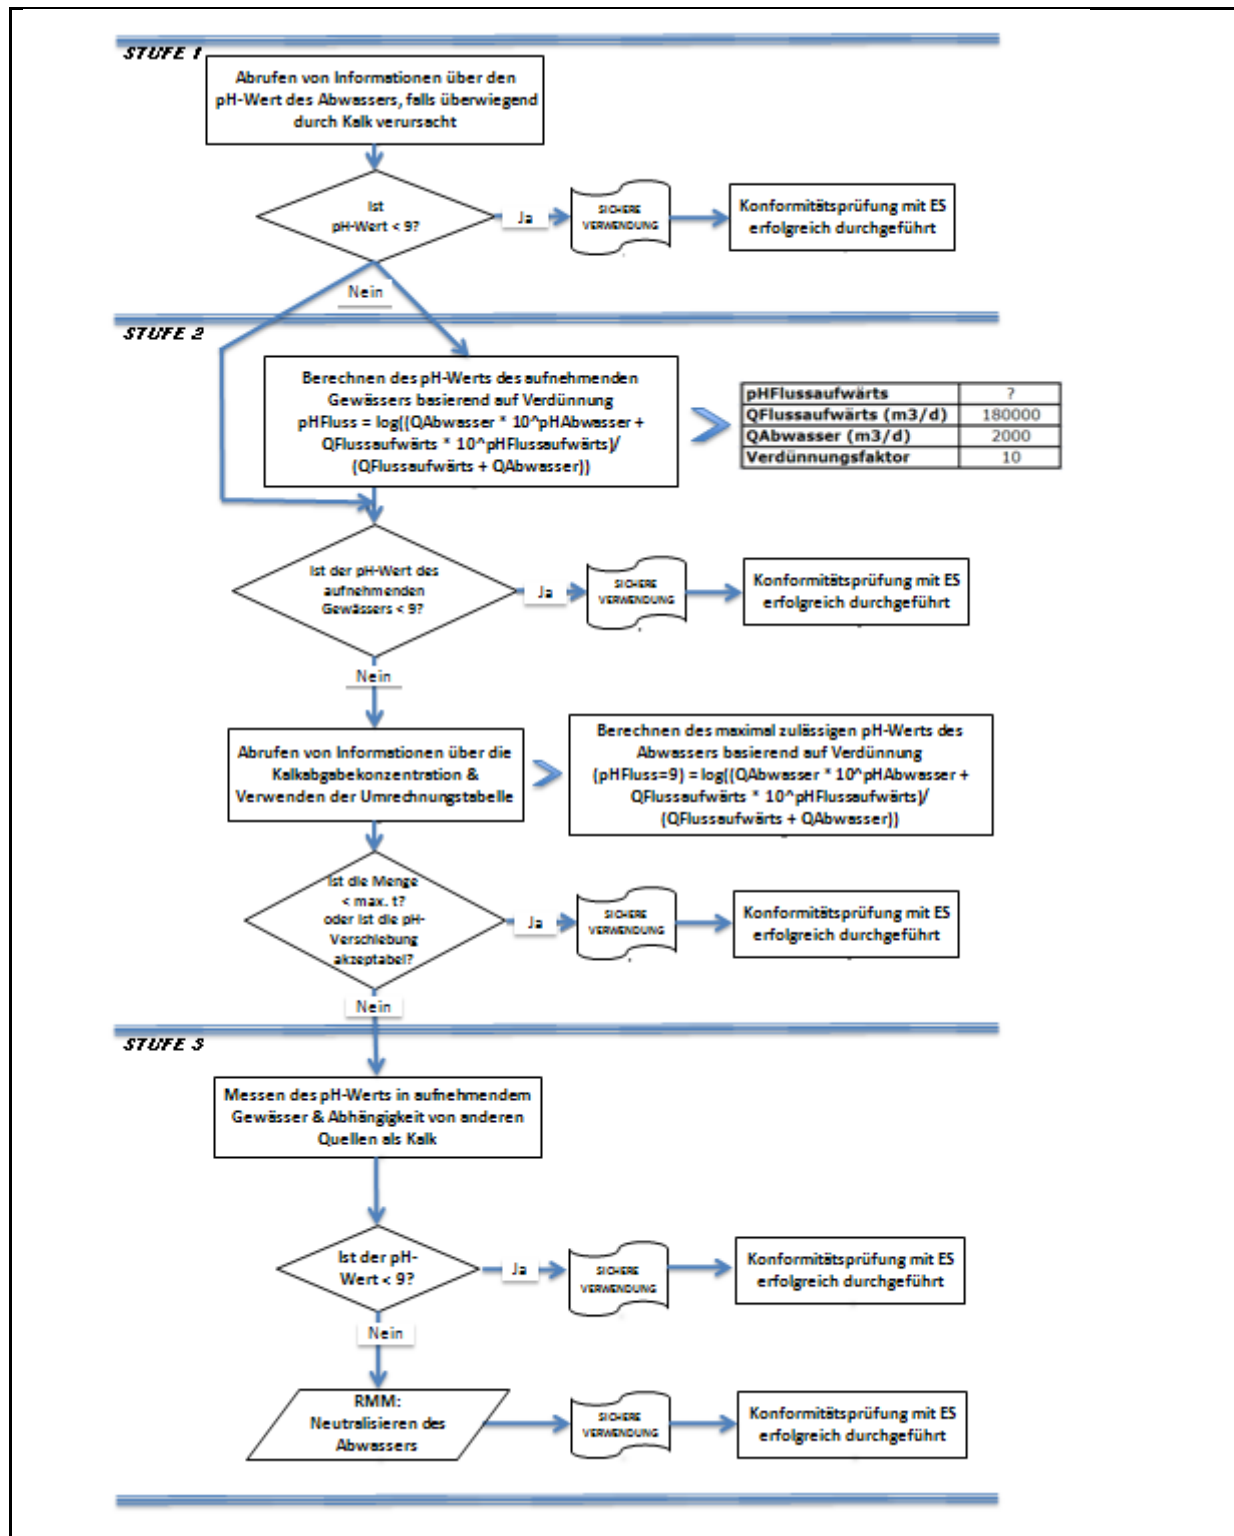 STUFE 1
Abrufen von Informationen über den
pH-Wert des Abwassers, falls überwiegend
durch Kalk verursacht
Ist
pH-Wert < 9?
Ja
SICHERE
VERWENDUNG
Konformitätsprüfung mit ES
erfolgreich durchgeführt
Nein
STUFE 2
Berechnen des pH-Werts des aufnehmenden
Gewässers basierend auf Verdünnung
pHFluss = log((QAbwasser * 10^pHAbwasser +
QFlussaufwärts * 10^pHFlussaufwärts)/
(QFlussaufwärts + QAbwasser))
pHFlussaufwärts ?
QFlussaufwärts (m3/d) 180000
QAbwasser (m3/d) 2000
Verdünnungsfaktor 10
Ist der pH-Wert des
aufnehmenden
Gewässers < 9?
Ja
SICHERE
VERWENDUNG
Konformitätsprüfung mit ES
erfolgreich durchgeführt
Nein
Abrufen von Informationen über die
Kalkabgabekonzentration &
Verwenden der Umrechnungstabelle
Berechnen des maximal zulässigen pH-Werts des
Abwassers basierend auf Verdünnung
(pHFluss=9) = log((QAbwasser * 10^pHAbwasser +
QFlussaufwärts * 10^pHFlussaufwärts)/
(QFlussaufwärts + QAbwasser))
Ist die Menge
< max. t?
oder ist die pH-
Verschiebung
akzeptabel?
Ja
SICHERE
VERWENDUNG
Konformitätsprüfung mit ES
erfolgreich durchgeführt
Nein
STUFE 3
Messen des pH-Werts in aufnehmendem
Gewässer & Abhängigkeit von anderen
Quellen als Kalk
Ist der pH-
Wert < 9?
Ja
SICHERE
VERWENDUNG
Konformitätsprüfung mit ES
erfolgreich durchgeführt
Nein
RMM:
Neutralisieren des
Abwassers
SICHERE
VERWENDUNG
Konformitätsprüfung mit ES
erfolgreich durchgeführt